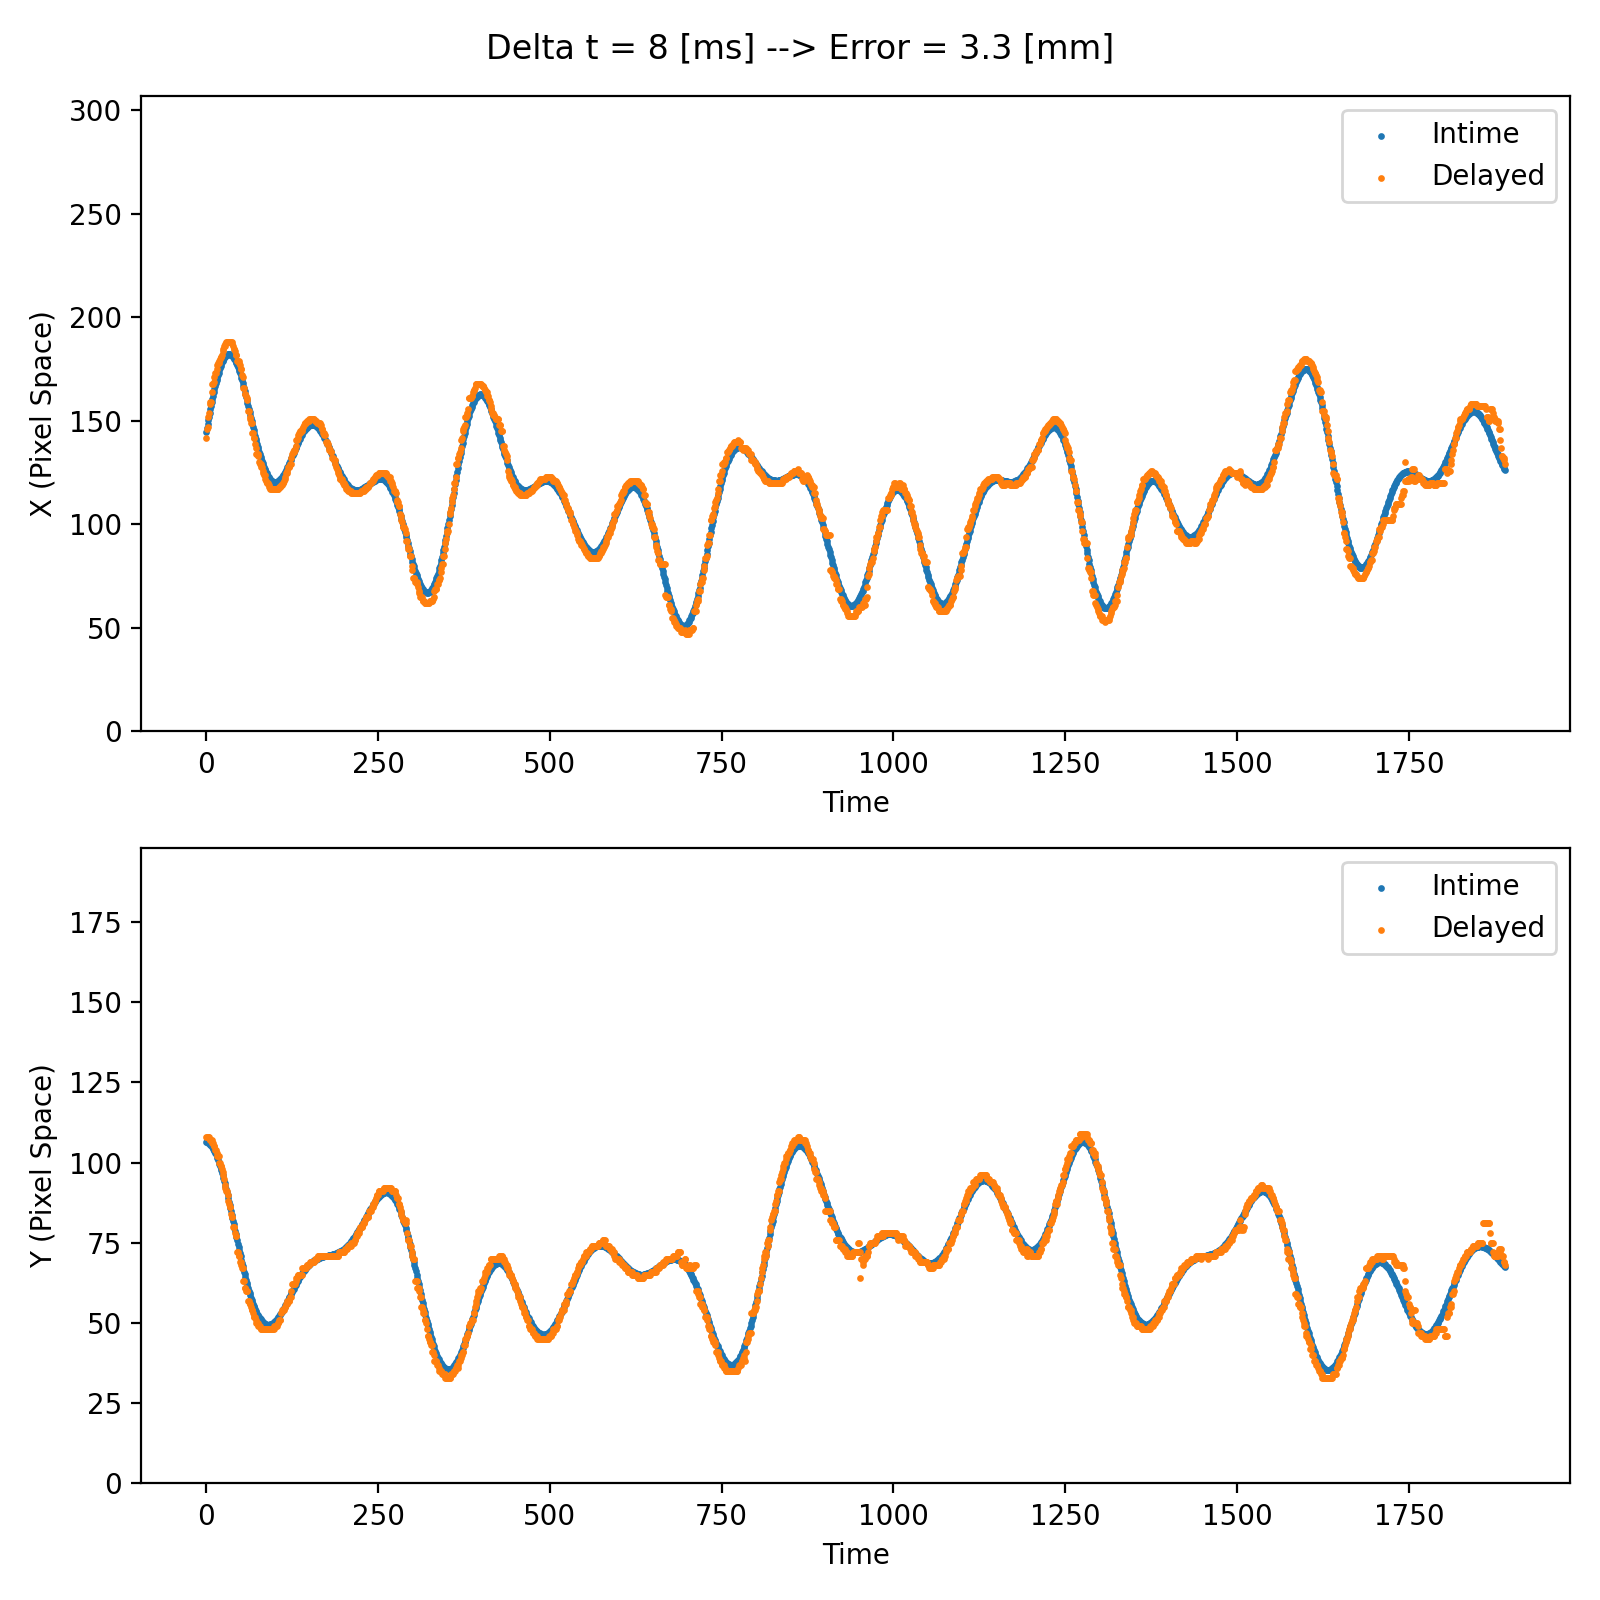 Delta t = 8 [ms] --> Error = 3.3 [mm]
300
250
200
150
100
50
0
X (Pixel Space)
Intime
Delayed
0 250 500 750 1000 1250 1500 1750
Time
175
150
125
100
75
50
25
0
Y (Pixel Space)
Intime
Delayed
0 250 500 750 1000 1250 1500 1750
Time